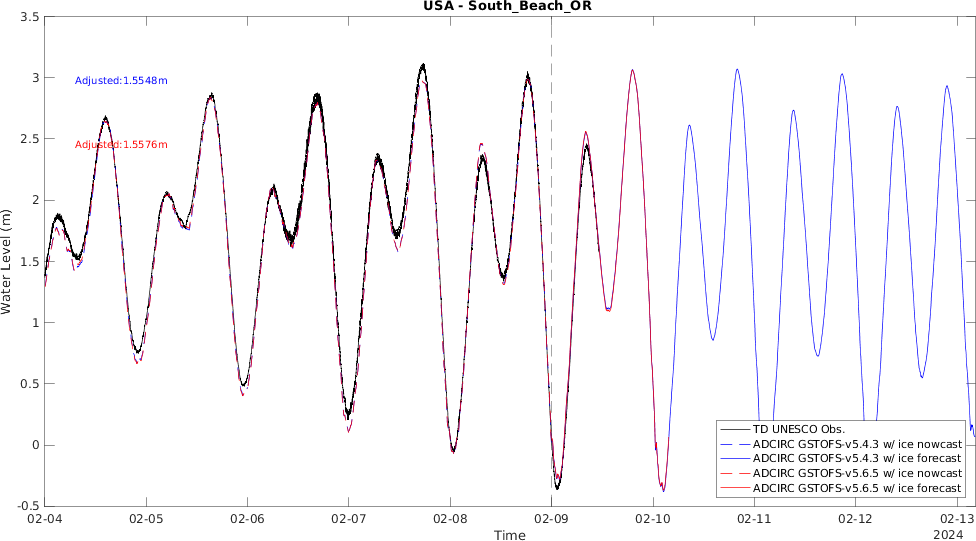 USA - South_Beach_OR
3.5
3
2.5
2
1.5
1
0.5
0
-0.5
Water Level (m)
Adjusted:1.5548m
Adjusted:1.5576m
TD UNESCO Obs.
ADCIRC GSTOFS-v5.4.3 w/ ice nowcast
ADCIRC GSTOFS-v5.4.3 w/ ice forecast
ADCIRC GSTOFS-v5.6.5 w/ ice nowcast
ADCIRC GSTOFS-v5.6.5 w/ ice forecast
02-04 02-05 02-06 02-07 02-08 02-09 02-10 02-11 02-12 02-13
Time
2024